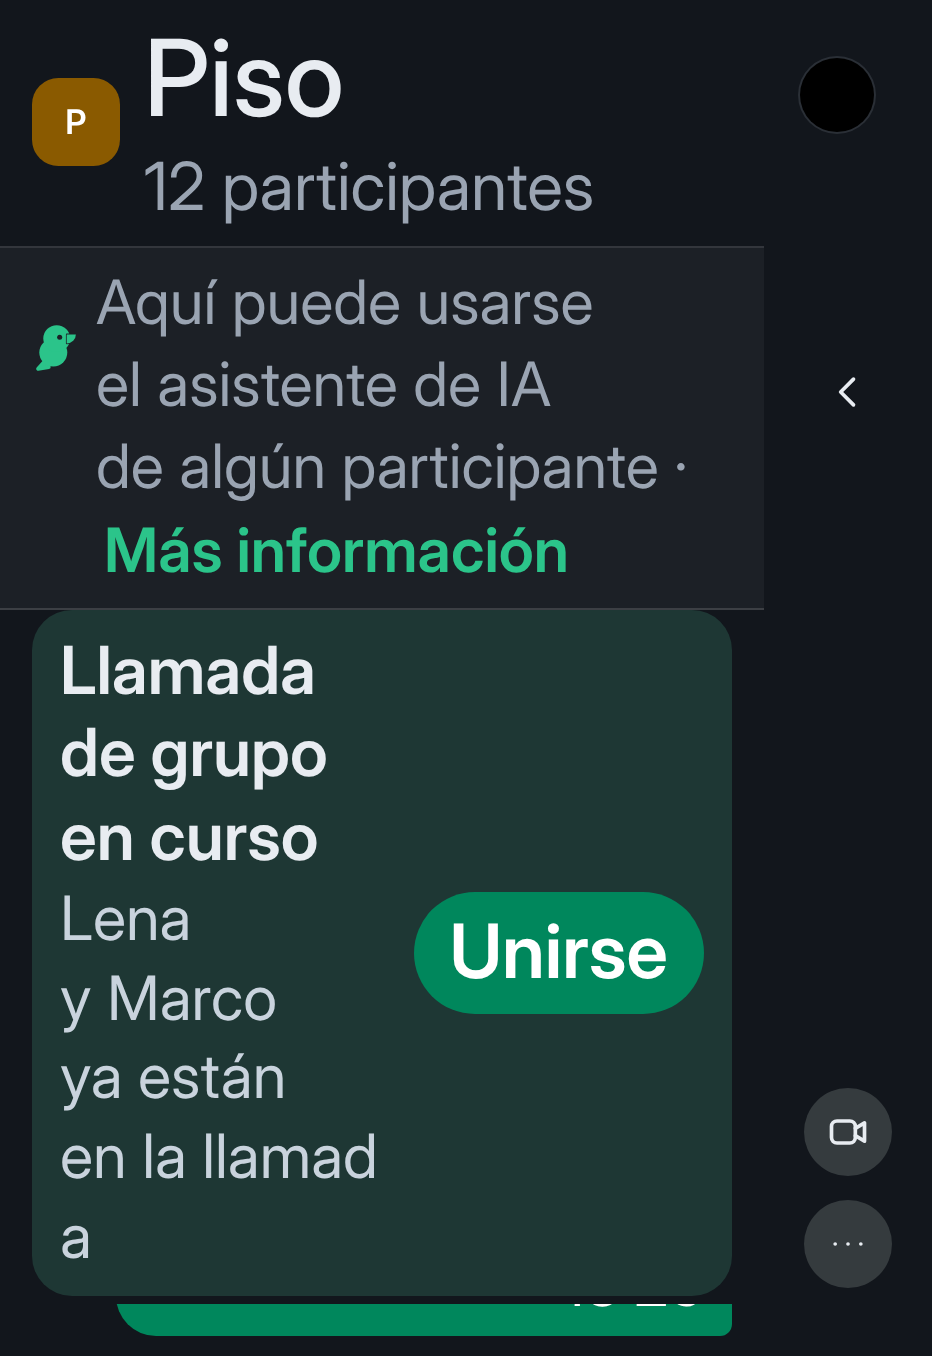 P
Piso
12 participantes
Aquí puede usarse
el asistente de IA
de algún participante ·
Más información
Llamada
de grupo
en curso
Lena
y Marco
ya están
en la llamad
a
Unirse